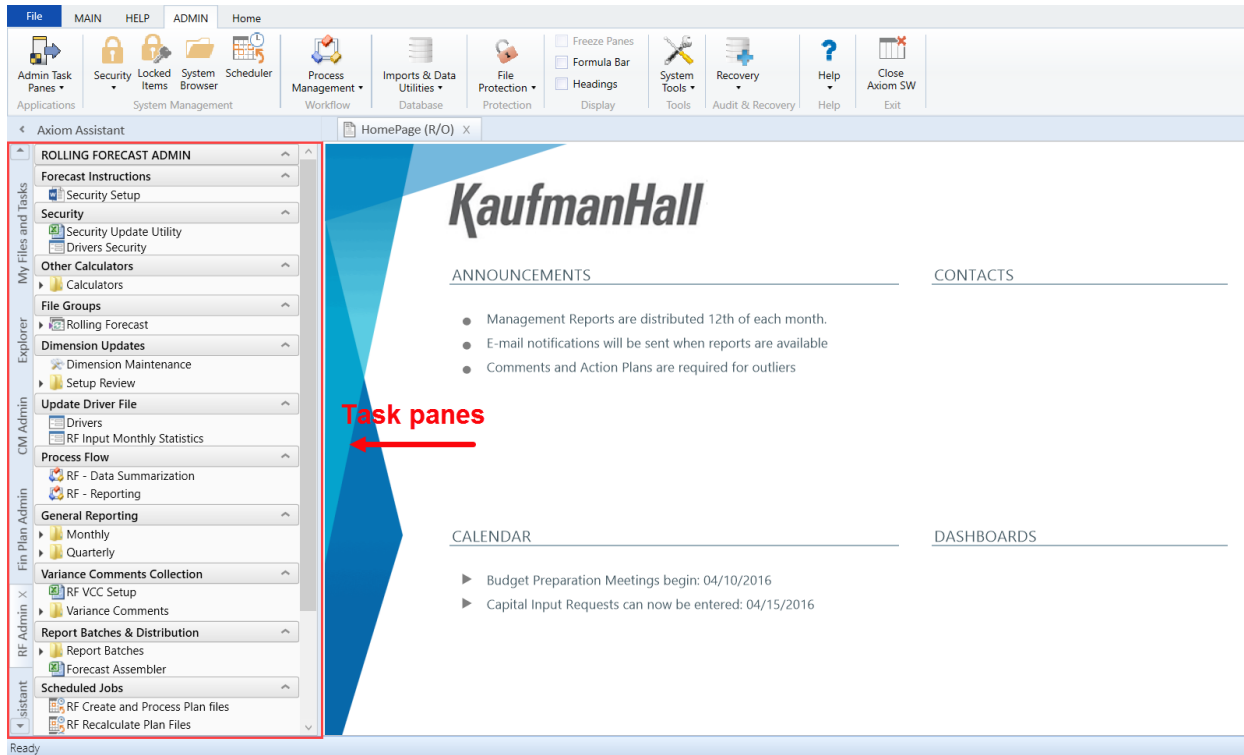 File MAIN HELP ADMIN Home
Admin Task Panes
Security
Locked Items
System Browser
Scheduler
Process Management
Imports & Data Utilities
File Protection
Freeze Panes
Formula Bar
Headings
System Tools
Recovery
Help
Close Axiom SW
Applications System Management Workflow Database Protection Display Tools Audit & Recovery Help Exit
Axiom Assistant
HomePage (R/O) X
My Files and Tasks
Explorer
CM Admin
Fin Plan Admin
RF Admin X
sistant
ROLLING FORECAST ADMIN
Forecast Instructions
Security Setup
Security
Security Update Utility
Drivers Security
Other Calculators
Calculators
File Groups
Rolling Forecast
Dimension Updates
Dimension Maintenance
Setup Review
Update Driver File
Drivers
RF Input Monthly Statistics
Process Flow
RF - Data Summarization
RF - Reporting
General Reporting
Monthly
Quarterly
Variance Comments Collection
RF VCC Setup
Variance Comments
Report Batches & Distribution
Report Batches
Forecast Assembler
Scheduled Jobs
RF Create and Process Plan files
RF Recalculate Plan Files
Task panes
KaufmanHall
ANNOUNCEMENTS
Management Reports are distributed 12th of each month.
E-mail notifications will be sent when reports are available
Comments and Action Plans are required for outliers
CONTACTS
CALENDAR
Budget Preparation Meetings begin: 04/10/2016
Capital Input Requests can now be entered: 04/15/2016
DASHBOARDS
Ready